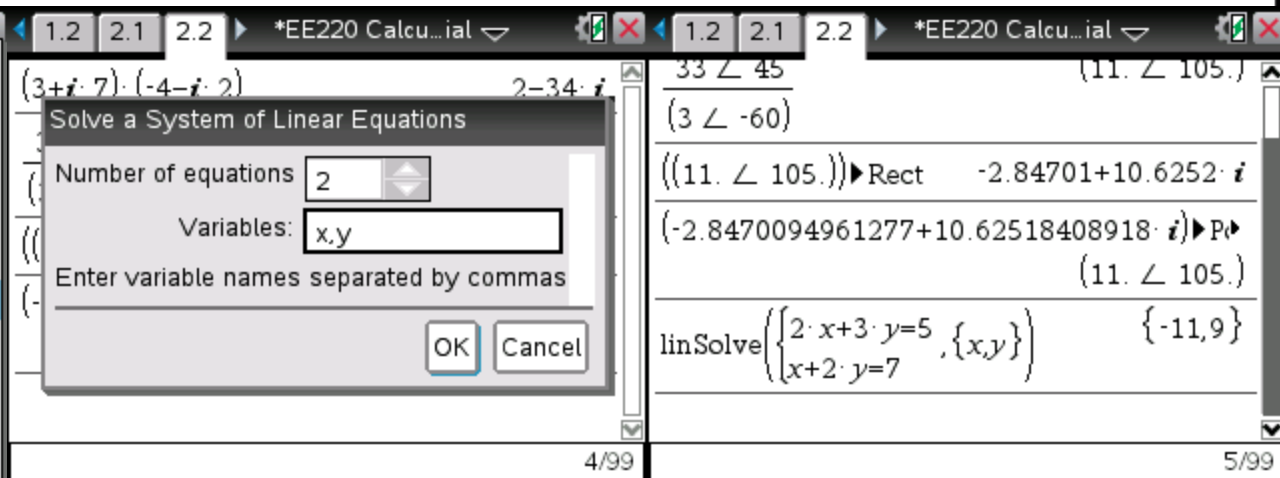 1.2 2.1 2.2 *EE220 Calcu…ial
(3+i·7)·(-4-i·2) 2-34·i
Solve a System of Linear Equations
Number of equations 2
Variables: x,y
Enter variable names separated by commas
OK Cancel
4/99
1.2 2.1 2.2 *EE220 Calcu…ial
33 ∠ 45 (11. ∠ 105.)
(3 ∠ -60)
((11. ∠ 105.))▶Rect -2.84701+10.6252·i
(-2.8470094961277+10.62518408918·i)▶Po
(11. ∠ 105.)
linSolve({2·x+3·y=5 ,{x,y}) {-11,9}
x+2·y=7
5/99